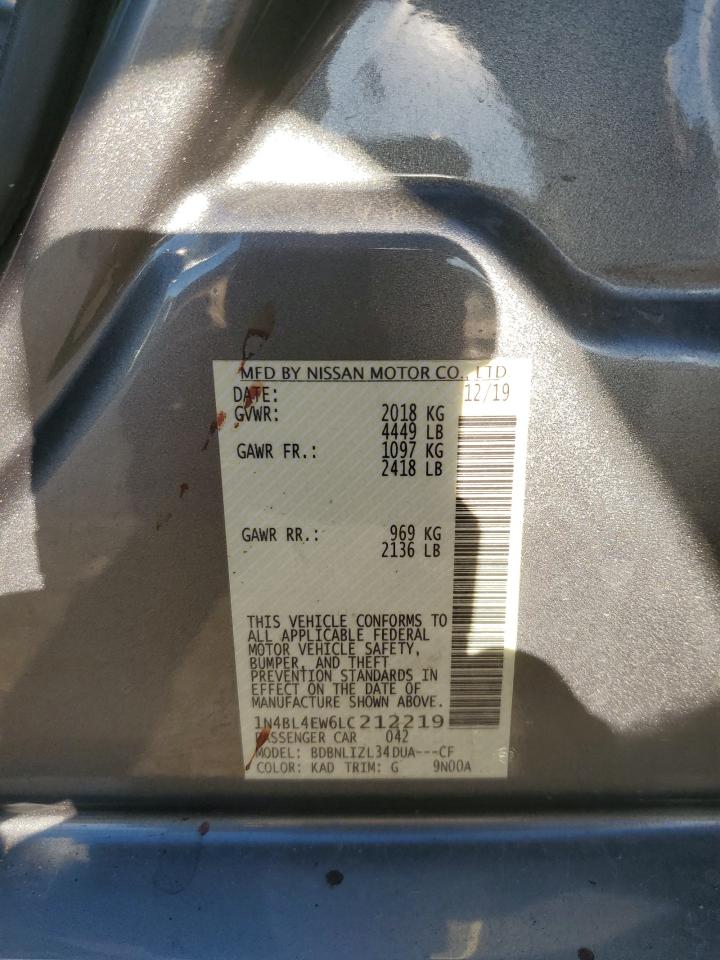 MFD BY NISSAN MOTOR CO., LTD
DATE: 12/19
GVWR: 2018 KG
4449 LB
GAWR FR.: 1097 KG
2418 LB
GAWR RR.: 969 KG
2136 LB
THIS VEHICLE CONFORMS TO
ALL APPLICABLE FEDERAL
MOTOR VEHICLE SAFETY,
BUMPER, AND THEFT
PREVENTION STANDARDS IN
EFFECT ON THE DATE OF
MANUFACTURE SHOWN ABOVE.
1N4BL4EW6LC212219
PASSENGER CAR 042
MODEL: BDBNLIZL34DUA---CF
COLOR: KAD TRIM: G 9N00A